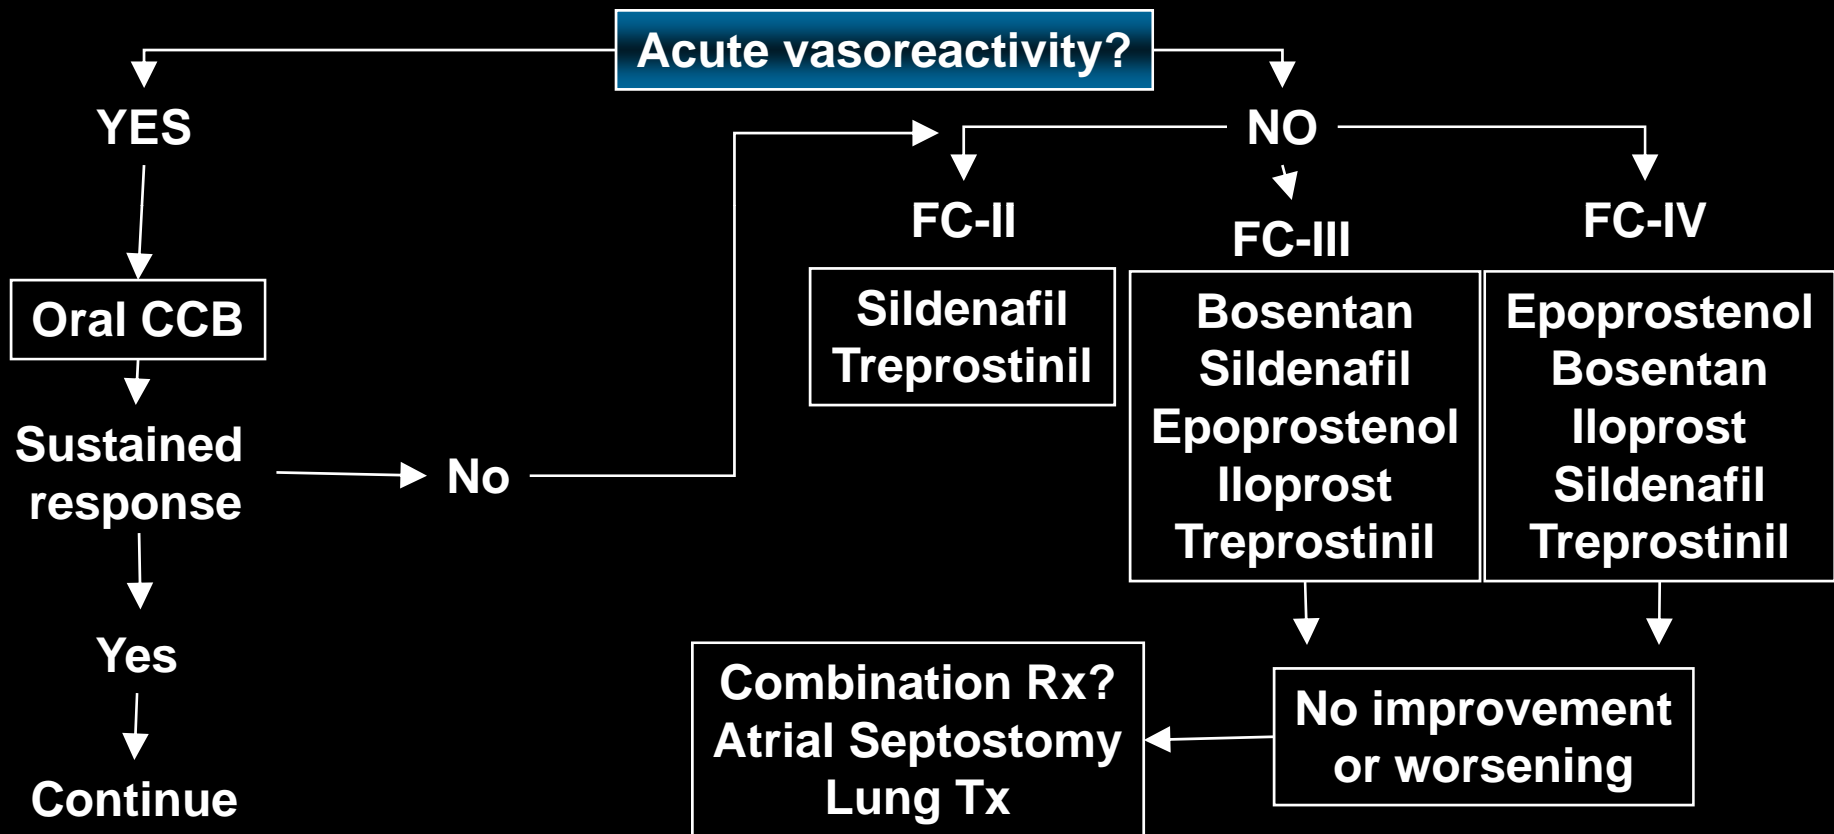 Acute vasoreactivity?
YES
NO
FC-II
FC-III
FC-IV
Oral CCB
Sildenafil
Treprostinil
Bosentan
Sildenafil
Epoprostenol
Iloprost
Treprostinil
Epoprostenol
Bosentan
Iloprost
Sildenafil
Treprostinil
Sustained
response
No
Yes
Continue
Combination Rx?
Atrial Septostomy
Lung Tx
No improvement
or worsening